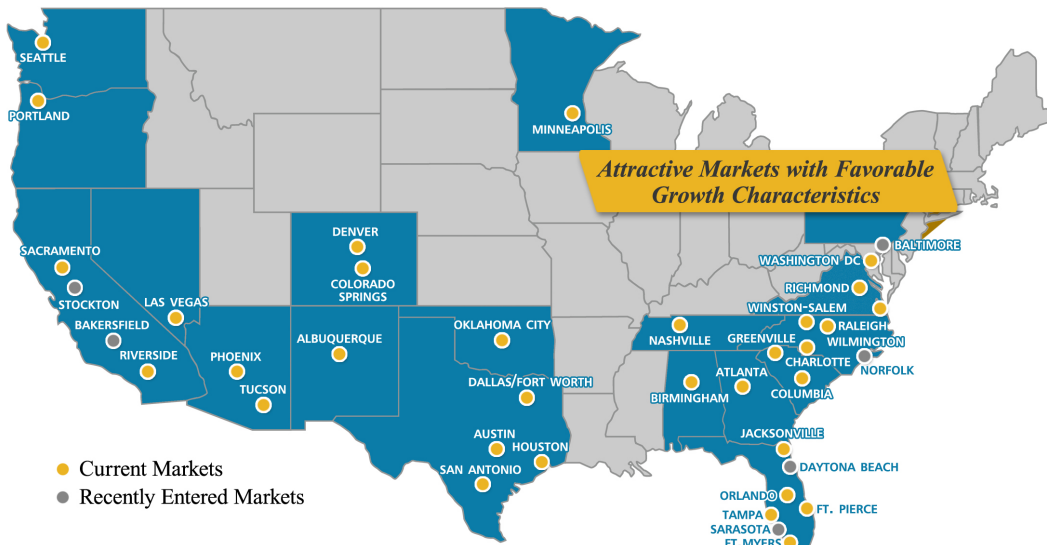 SEATTLE
PORTLAND
MINNEAPOLIS
Attractive Markets with Favorable
Growth Characteristics
SACRAMENTO
STOCKTON
LAS VEGAS
BAKERSFIELD
RIVERSIDE
DENVER
COLORADO
SPRINGS
PHOENIX
TUCSON
ALBUQUERQUE
OKLAHOMA CITY
DALLAS/FORT WORTH
AUSTIN
HOUSTON
SAN ANTONIO
BALTIMORE
WASHINGTON DC
RICHMOND
WINSTON-SALEM
RALEIGH
NASHVILLE
GREENVILLE
WILMINGTON
CHARLOTTE
NORFOLK
ATLANTA
BIRMINGHAM
COLUMBIA
JACKSONVILLE
DAYTONA BEACH
ORLANDO
FT. PIERCE
TAMPA
SARASOTA
FT MYERS
Current Markets
Recently Entered Markets